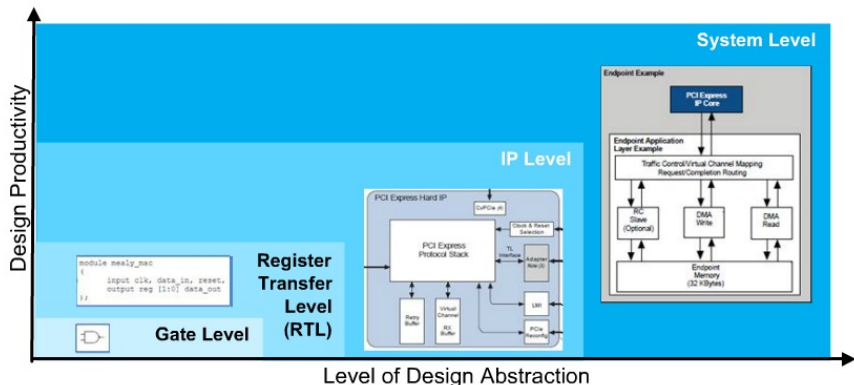 Design Productivity
System Level
Endpoint Example
PCI Express
IP Core
Endpoint Application
Layer Example
Traffic Control/Virtual Channel Mapping
Request/Completion Routing
RC
Slave
(Optional)
DMA
Write
DMA
Read
Endpoint
Memory
(32 KBytes)
IP Level
PCI Express Hard IP
Clock & Reset
Selection
PCI Express
Protocol Stack
TL
Interface
Adapter
LMI
PCIe
Reconfig
Retry
Buffer
Virtual
Channel
RX
Buffer
Register
Transfer
Level
(RTL)
module mealy_mac
{
input clk, data_in, reset,
output reg [1:0] data_out
};
Gate Level
Level of Design Abstraction